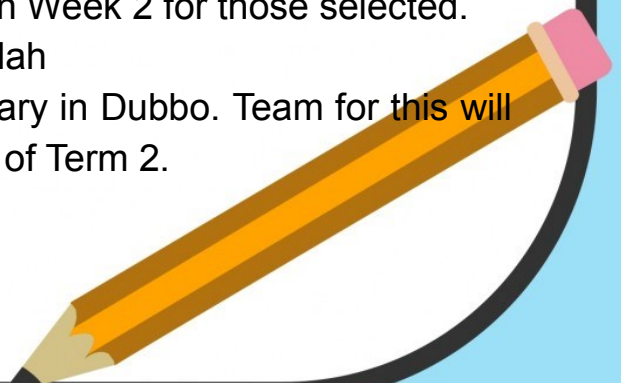 n Week 2 for those selected.
lah
ary in Dubbo. Team for this will
of Term 2.